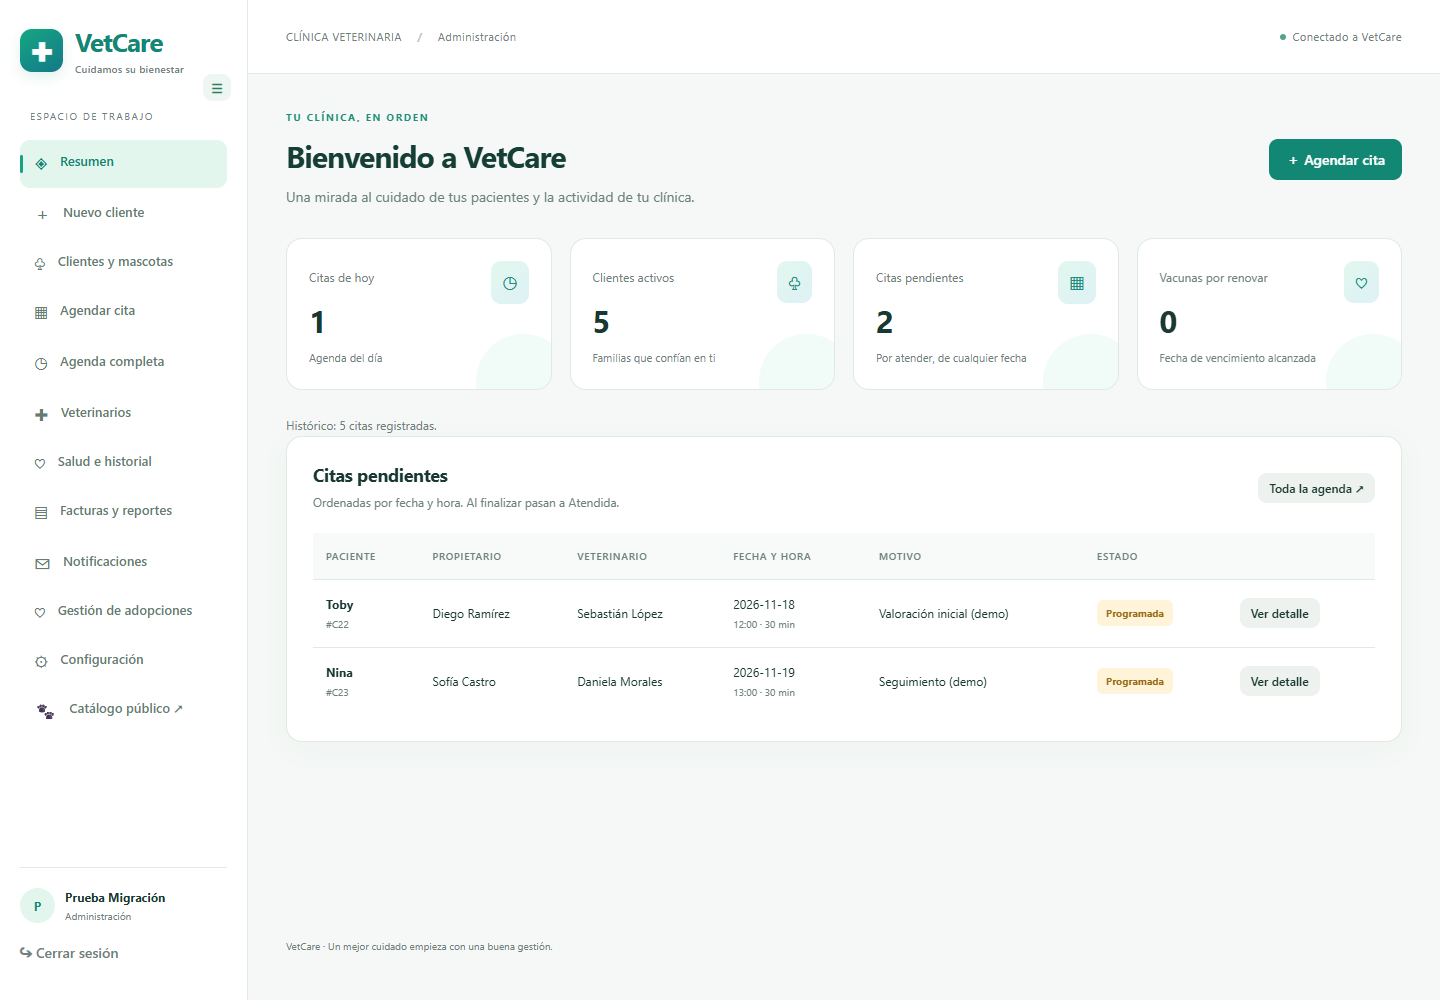 VetCare
Cuidamos su bienestar
ESPACIO DE TRABAJO
Resumen
Nuevo cliente
Clientes y mascotas
Agendar cita
Agenda completa
Veterinarios
Salud e historial
Facturas y reportes
Notificaciones
Gestión de adopciones
Configuración
Catálogo público ↗
P
Prueba Migración
Administración
↪ Cerrar sesión
CLÍNICA VETERINARIA / Administración
Conectado a VetCare
TU CLÍNICA, EN ORDEN
Bienvenido a VetCare
Una mirada al cuidado de tus pacientes y la actividad de tu clínica.
+ Agendar cita
Citas de hoy
1
Agenda del día
Clientes activos
5
Familias que confían en ti
Citas pendientes
2
Por atender, de cualquier fecha
Vacunas por renovar
0
Fecha de vencimiento alcanzada
Histórico: 5 citas registradas.
Citas pendientes
Ordenadas por fecha y hora. Al finalizar pasan a Atendida.
Toda la agenda ↗
PACIENTE PROPIETARIO VETERINARIO FECHA Y HORA MOTIVO ESTADO
Toby
#C22
Diego Ramírez
Sebastián López
2026-11-18
12:00 · 30 min
Valoración inicial (demo)
Programada
Ver detalle
Nina
#C23
Sofía Castro
Daniela Morales
2026-11-19
13:00 · 30 min
Seguimiento (demo)
Programada
Ver detalle
VetCare · Un mejor cuidado empieza con una buena gestión.